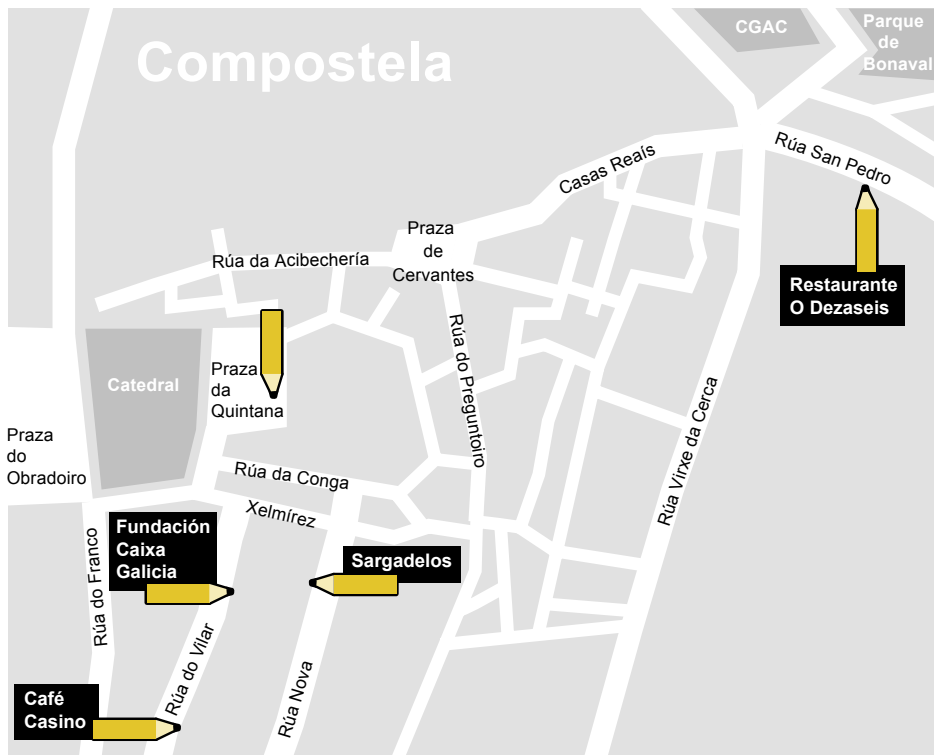 Compostela
CGAC
Parque
de
Bonaval
Rúa San Pedro
Casas Reaís
Praza
de
Cervantes
Rúa da Acibechería
Restaurante
O Dezaseis
Catedral
Praza
da
Quintana
Rúa do Preguntoiro
Rúa Virxe da Cerca
Praza
do
Obradoiro
Rúa da Conga
Xelmírez
Fundación
Caixa
Galicia
Sargadelos
Rúa do Franco
Rúa do Vilar
Rúa Nova
Café
Casino